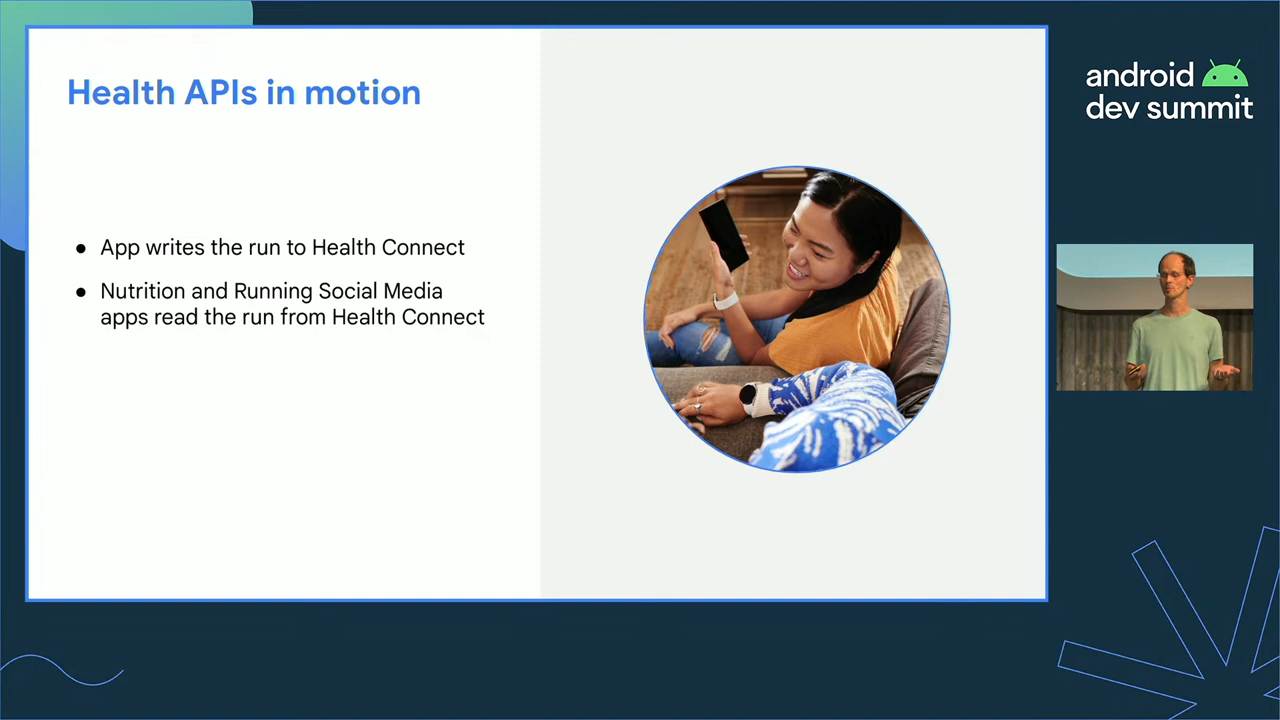 Health APIs in motion
● App writes the run to Health Connect
● Nutrition and Running Social Media
apps read the run from Health Connect
android
dev summit